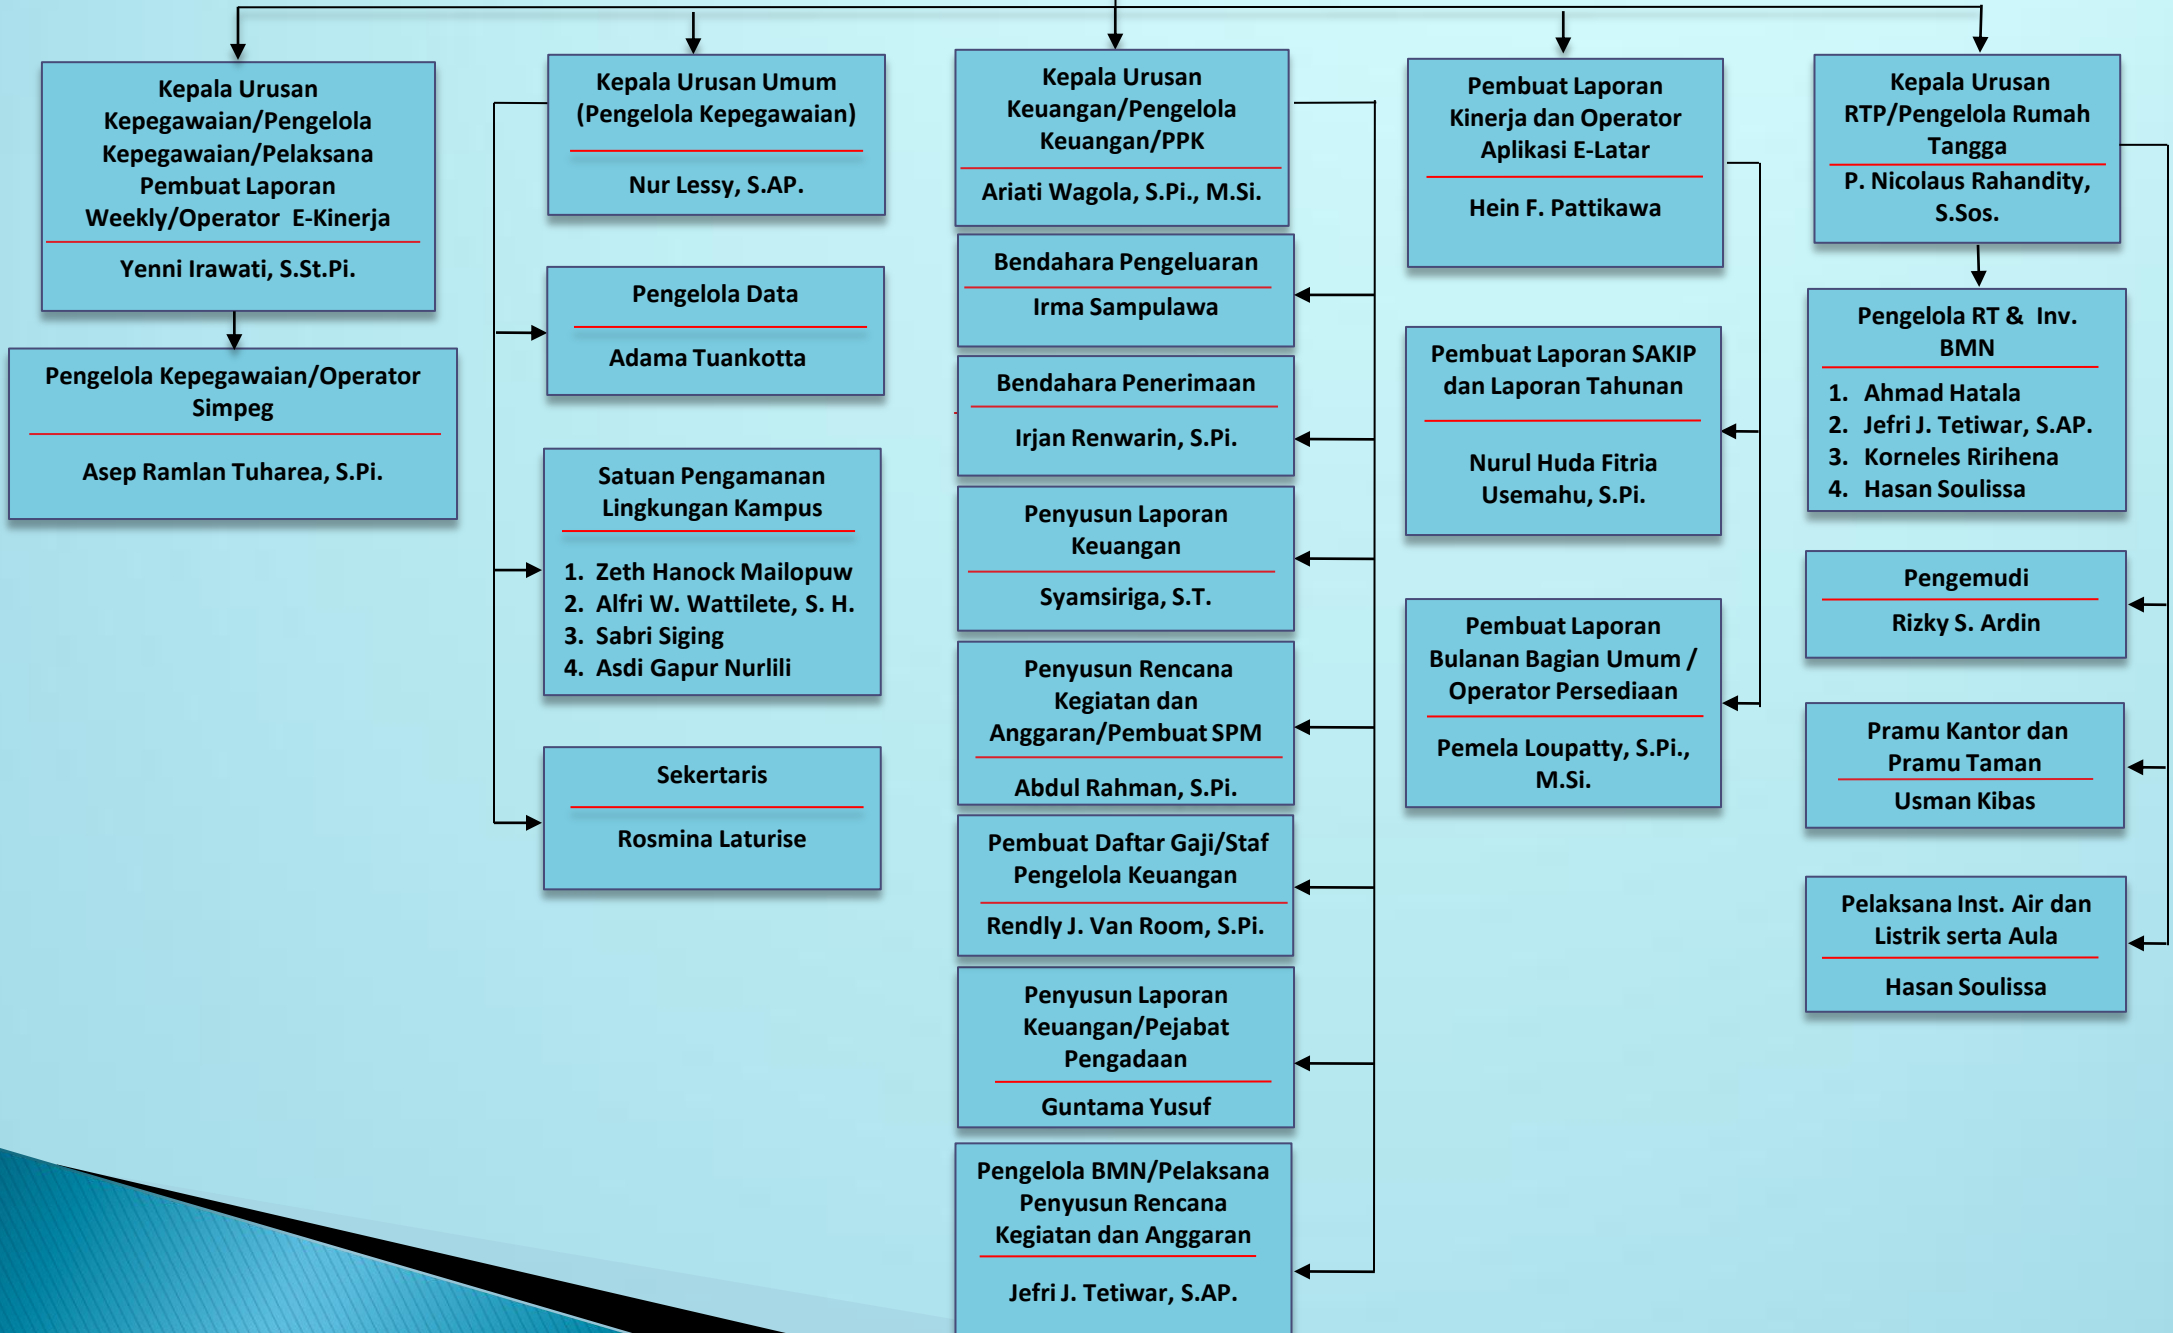 Kepala Urusan
Kepegawaian/Pengelola
Kepegawaian/Pelaksana
Pembuat Laporan
Weekly/Operator E-Kinerja
Yenni Irawati, S.St.Pi.
Pengelola Kepegawaian/Operator
Simpeg
Asep Ramlan Tuharea, S.Pi.
Kepala Urusan Umum
(Pengelola Kepegawaian)
Nur Lessy, S.AP.
Pengelola Data
Adama Tuankotta
Satuan Pengamanan
Lingkungan Kampus
1. Zeth Hanock Mailopuw
2. Alfri W. Wattilete, S. H.
3. Sabri Siging
4. Asdi Gapur Nurlili
Sekertaris
Rosmina Laturise
Kepala Urusan
Keuangan/Pengelola
Keuangan/PPK
Ariati Wagola, S.Pi., M.Si.
Bendahara Pengeluaran
Irma Sampulawa
Bendahara Penerimaan
Irjan Renwarin, S.Pi.
Penyusun Laporan
Keuangan
Syamsiriga, S.T.
Penyusun Rencana
Kegiatan dan
Anggaran/Pembuat SPM
Abdul Rahman, S.Pi.
Pembuat Daftar Gaji/Staf
Pengelola Keuangan
Rendly J. Van Room, S.Pi.
Penyusun Laporan
Keuangan/Pejabat
Pengadaan
Guntama Yusuf
Pengelola BMN/Pelaksana
Penyusun Rencana
Kegiatan dan Anggaran
Jefri J. Tetiwar, S.AP.
Pembuat Laporan
Kinerja dan Operator
Aplikasi E-Latar
Hein F. Pattikawa
Pembuat Laporan SAKIP
dan Laporan Tahunan
Nurul Huda Fitria
Usemahu, S.Pi.
Pembuat Laporan
Bulanan Bagian Umum /
Operator Persediaan
Pemela Loupatty, S.Pi.,
M.Si.
Kepala Urusan
RTP/Pengelola Rumah
Tangga
P. Nicolaus Rahandity,
S.Sos.
Pengelola RT & Inv.
BMN
1. Ahmad Hatala
2. Jefri J. Tetiwar, S.AP.
3. Korneles Ririhena
4. Hasan Soulissa
Pengemudi
Rizky S. Ardin
Pramu Kantor dan
Pramu Taman
Usman Kibas
Pelaksana Inst. Air dan
Listrik serta Aula
Hasan Soulissa